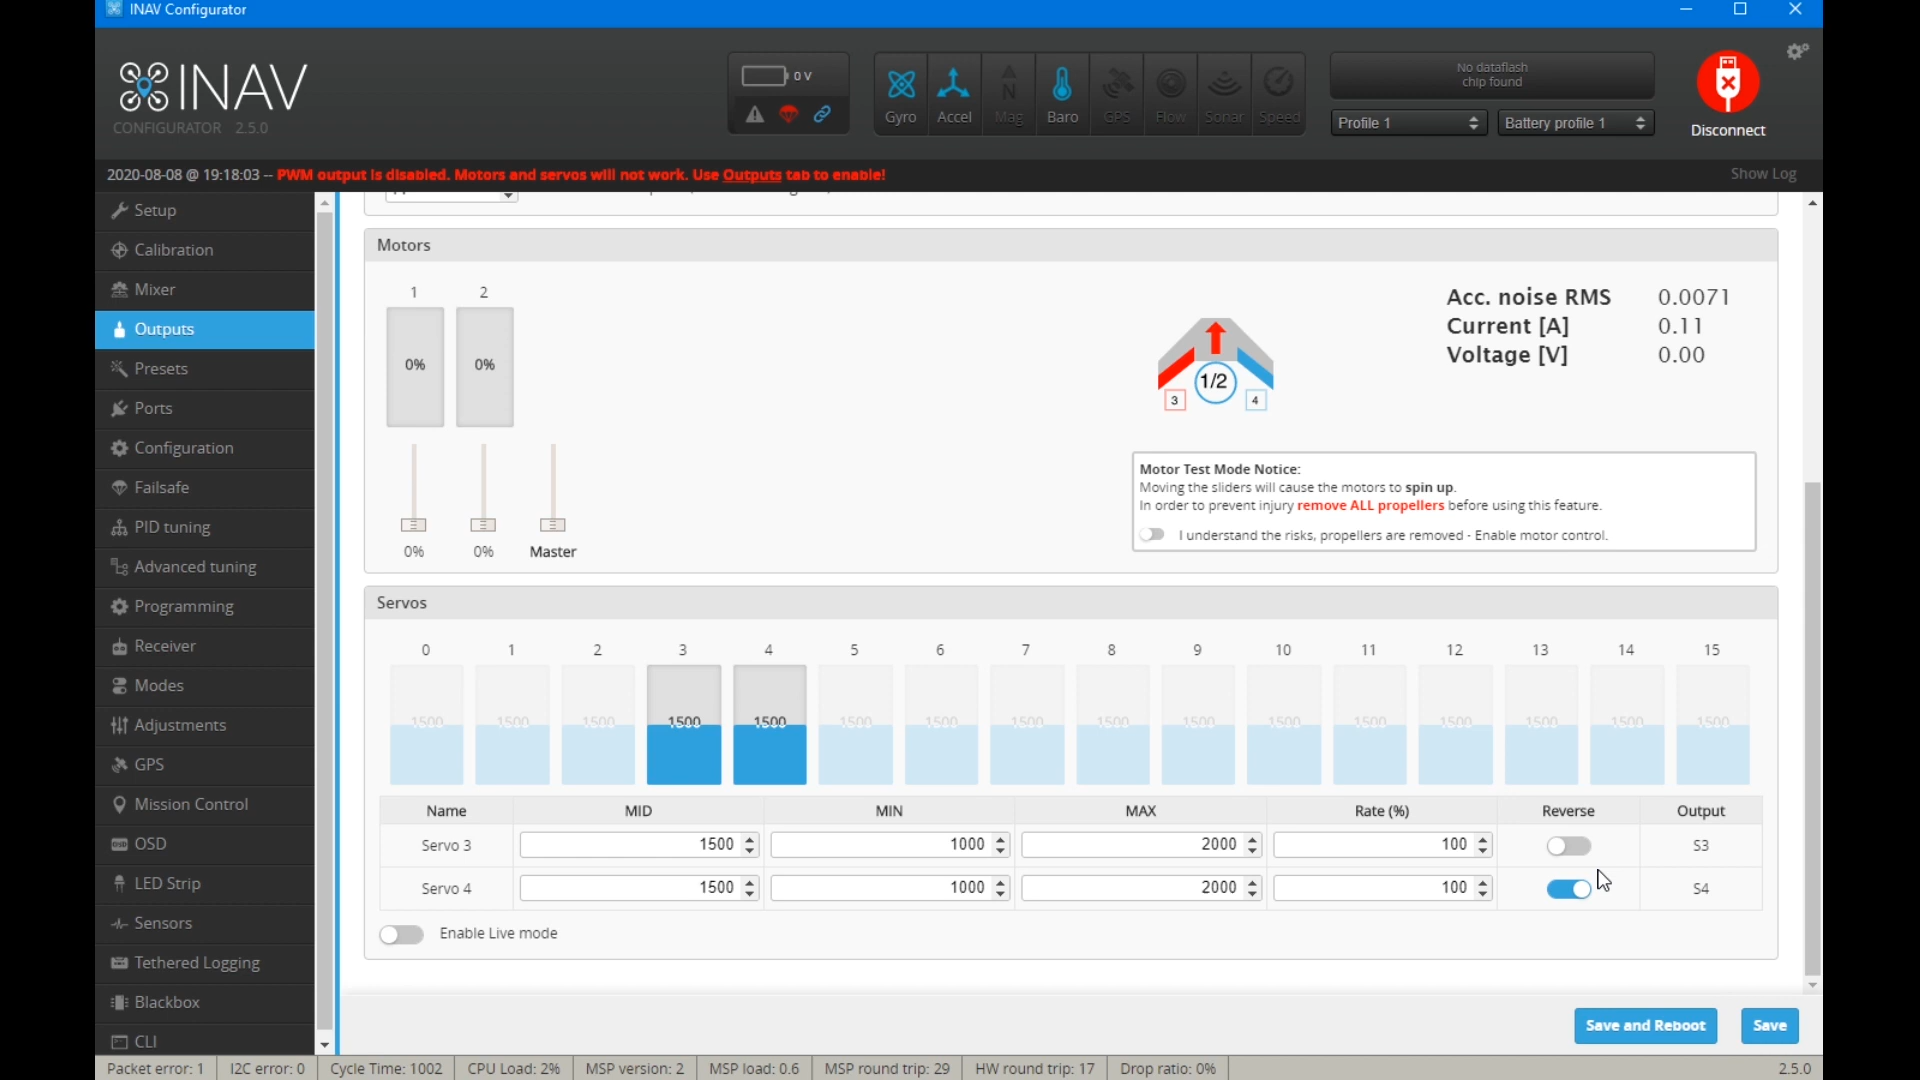 INAV Configurator
INAV
CONFIGURATOR 2.5.0
0 V
Gyro Accel Mag Baro GPS Flow Sonar Speed
No dataflash
chip found
Profile 1
Battery profile 1
Disconnect
2020-08-08 @ 19:18:03 -- PWM output is disabled. Motors and servos will not work. Use Outputs tab to enable!
Show Log
Setup
Calibration
Mixer
Outputs
Presets
Ports
Configuration
Failsafe
PID tuning
Advanced tuning
Programming
Receiver
Modes
Adjustments
GPS
Mission Control
OSD
LED Strip
Sensors
Tethered Logging
Blackbox
CLI
Motors
1 2
0% 0%
0% 0% Master
1/2
3 4
Acc. noise RMS 0.0071
Current [A] 0.11
Voltage [V] 0.00
Motor Test Mode Notice:
Moving the sliders will cause the motors to spin up.
In order to prevent injury remove ALL propellers before using this feature.
I understand the risks, propellers are removed - Enable motor control.
Servos
0 1 2 3 4 5 6 7 8 9 10 11 12 13 14 15
1500 1500 1500 1500 1500 1500 1500 1500 1500 1500 1500 1500 1500 1500 1500 1500
Name MID MIN MAX Rate (%) Reverse Output
Servo 3 1500 1000 2000 100 S3
Servo 4 1500 1000 2000 100 S4
Enable Live mode
Save and Reboot
Save
Packet error: 1 I2C error: 0 Cycle Time: 1002 CPU Load: 2% MSP version: 2 MSP load: 0.6 MSP round trip: 29 HW round trip: 17 Drop ratio: 0% 2.5.0